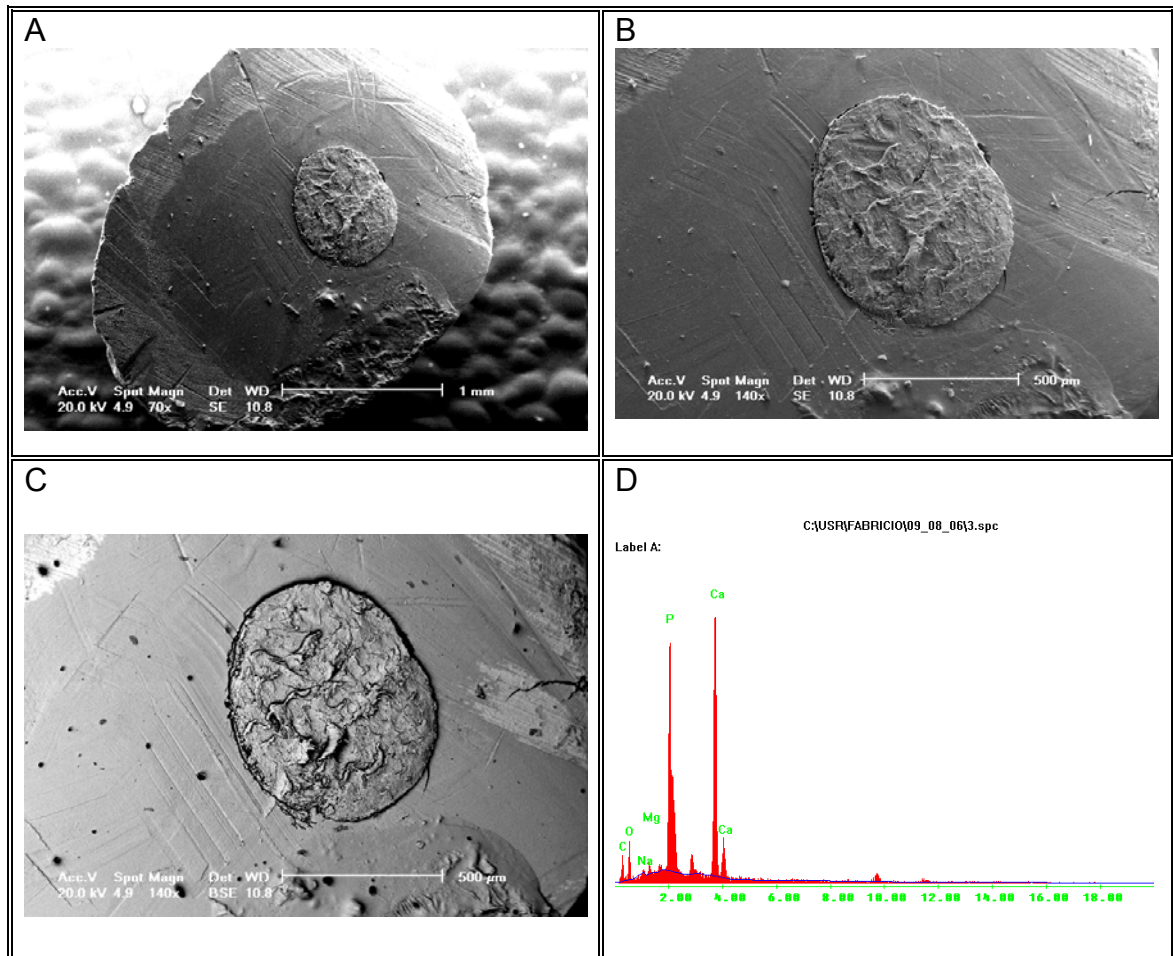 A
Acc.V Spot Magn Det WD 1 mm
20.0 kV 4.9 70x SE 10.8
B
Acc.V Spot Magn Det WD 500 µm
20.0 kV 4.9 140x SE 10.8
C
Acc.V Spot Magn Det WD 500 µm
20.0 kV 4.9 140x BSE 10.8
D
C:\USR\FABRICIO\09_08_06\3.spc
Label A:
Ca
P
Mg
O
Ca
C
Na
2.00 4.00 6.00 8.00 10.00 12.00 14.00 16.00 18.00